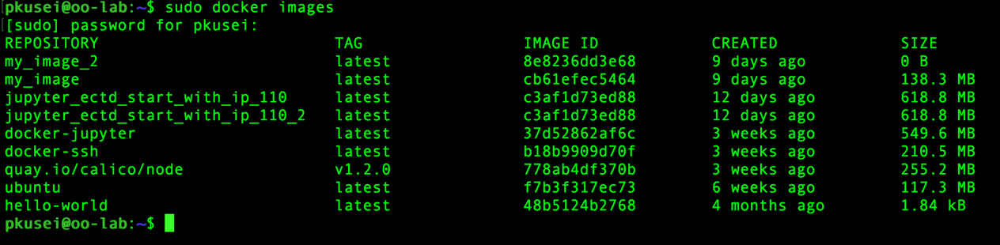 pkusei@oo-lab:~$ sudo docker images
[[sudo] password for pkusei:
REPOSITORY TAG IMAGE ID CREATED SIZE
my_image_2 latest 8e8236dd3e68 9 days ago 0 B
my_image latest cb61efec5464 9 days ago 138.3 MB
jupyter_ectd_start_with_ip_110 latest c3af1d73ed88 12 days ago 618.8 MB
jupyter_ectd_start_with_ip_110_2 latest c3af1d73ed88 12 days ago 618.8 MB
docker-jupyter latest 37d52862af6c 3 weeks ago 549.6 MB
docker-ssh latest b18b9909d70f 3 weeks ago 210.5 MB
quay.io/calico/node v1.2.0 778ab4df370b 3 weeks ago 255.2 MB
ubuntu latest f7b3f317ec73 6 weeks ago 117.3 MB
hello-world latest 48b5124b2768 4 months ago 1.84 kB
pkusei@oo-lab:~$